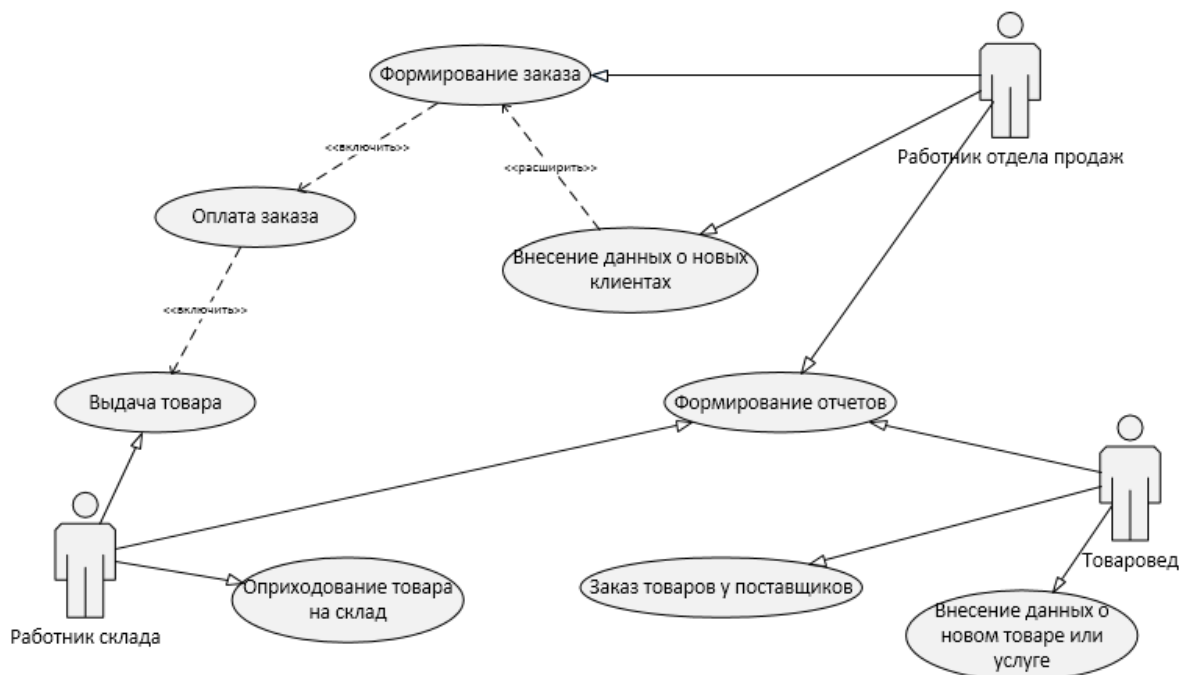 Формирование заказа
<<включить>>
<<расширить>>
Работник отдела продаж
Оплата заказа
Внесение данных о новых
клиентах
<<включить>>
Выдача товара
Формирование отчетов
Товаровед
Оприходование товара
на склад
Заказ товаров у поставщиков
Внесение данных о
новом товаре или
услуге
Работник склада